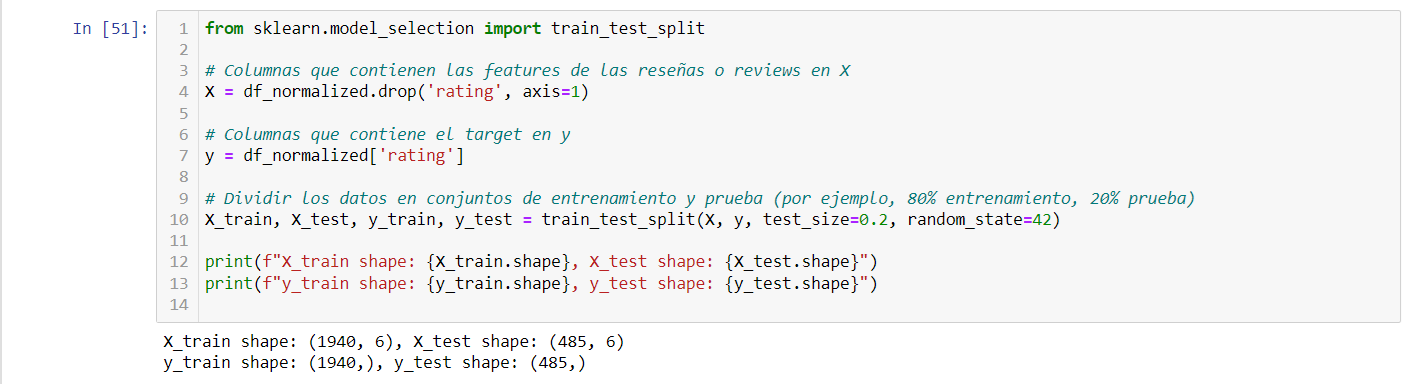 In [51]:
1 from sklearn.model_selection import train_test_split
2
3 # Columnas que contienen las features de las reseñas o reviews en X
4 X = df_normalized.drop('rating', axis=1)
5
6 # Columnas que contiene el target en y
7 y = df_normalized['rating']
8
9 # Dividir los datos en conjuntos de entrenamiento y prueba (por ejemplo, 80% entrenamiento, 20% prueba)
10 X_train, X_test, y_train, y_test = train_test_split(X, y, test_size=0.2, random_state=42)
11
12 print(f"X_train shape: {X_train.shape}, X_test shape: {X_test.shape}")
13 print(f"y_train shape: {y_train.shape}, y_test shape: {y_test.shape}")
14
X_train shape: (1940, 6), X_test shape: (485, 6)
y_train shape: (1940,), y_test shape: (485,)